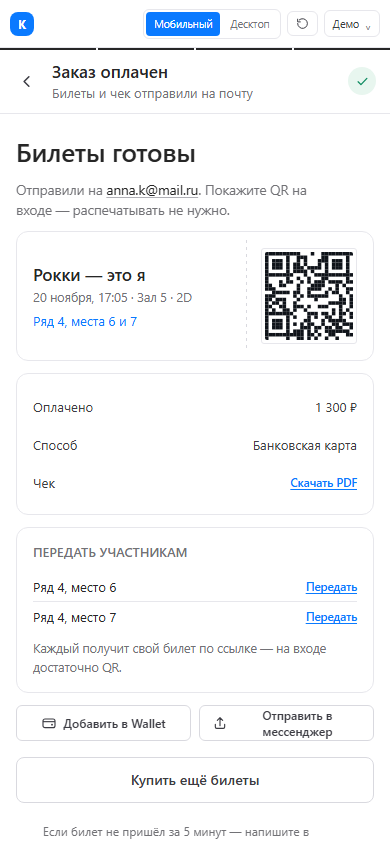 К
Мобильный
Десктоп
Демо
Заказ оплачен
Билеты и чек отправили на почту
Билеты готовы
Отправили на anna.k@mail.ru. Покажите QR на
входе — распечатывать не нужно.
Рокки — это я
20 ноября, 17:05 · Зал 5 · 2D
Ряд 4, места 6 и 7
Оплачено 1 300 ₽
Способ Банковская карта
Чек Скачать PDF
ПЕРЕДАТЬ УЧАСТНИКАМ
Ряд 4, место 6 Передать
Ряд 4, место 7 Передать
Каждый получит свой билет по ссылке — на входе
достаточно QR.
Добавить в Wallet
Отправить в
мессенджер
Купить ещё билеты
Если билет не пришёл за 5 минут — напишите в